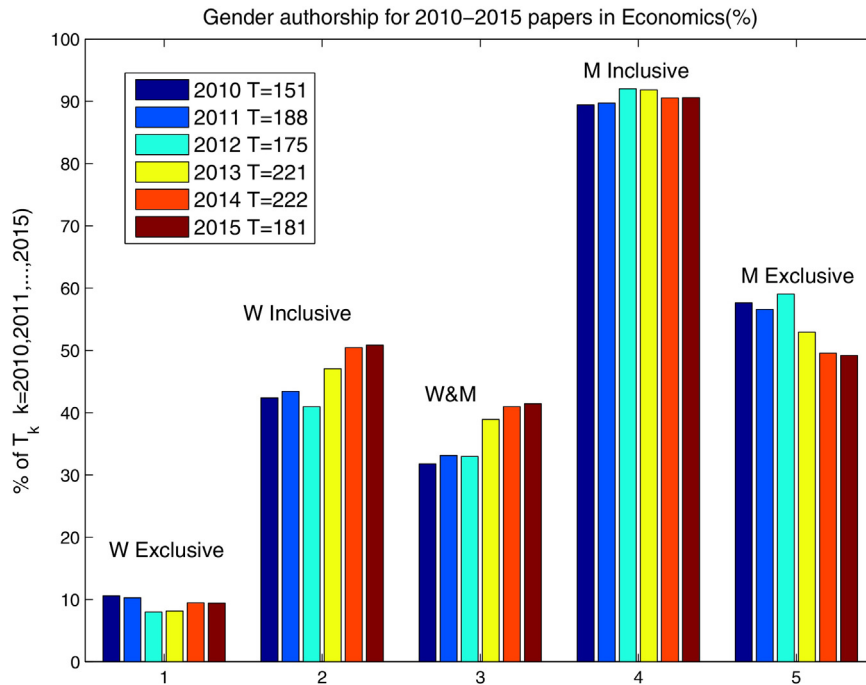 Gender authorship for 2010−2015 papers in Economics(%)
100
90
80
70
60
50
40
30
20
10
0
% of T_k k=2010,2011,...,2015)
2010 T=151
2011 T=188
2012 T=175
2013 T=221
2014 T=222
2015 T=181
W Exclusive
W Inclusive
W&M
M Inclusive
M Exclusive
1 2 3 4 5